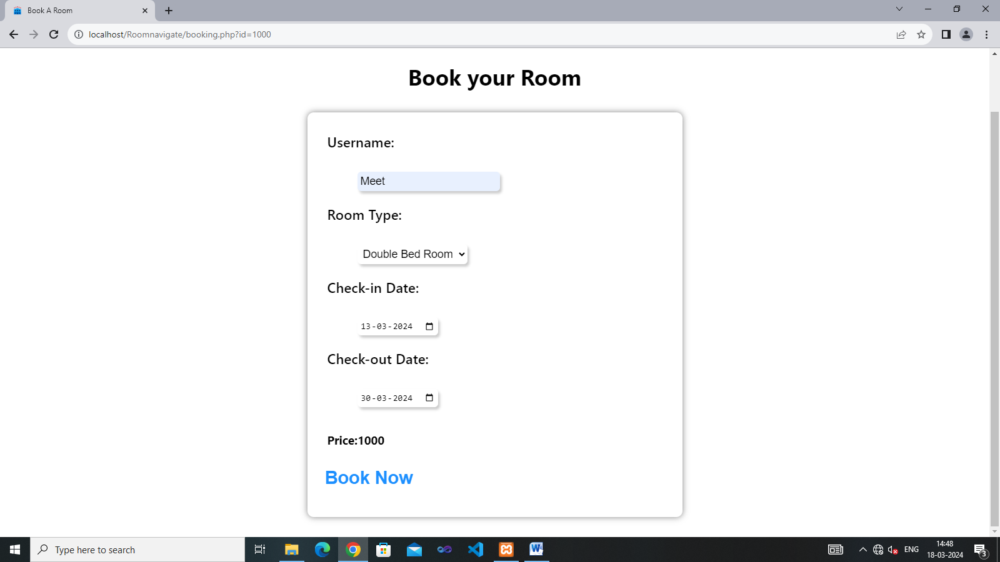 Book A Room
localhost/Roomnavigate/booking.php?id=1000
Book your Room
Username:
Meet
Room Type:
Double Bed Room
Check-in Date:
13-03-2024
Check-out Date:
30-03-2024
Price:1000
Book Now
Type here to search
W
ENG
14:48
18-03-2024
3